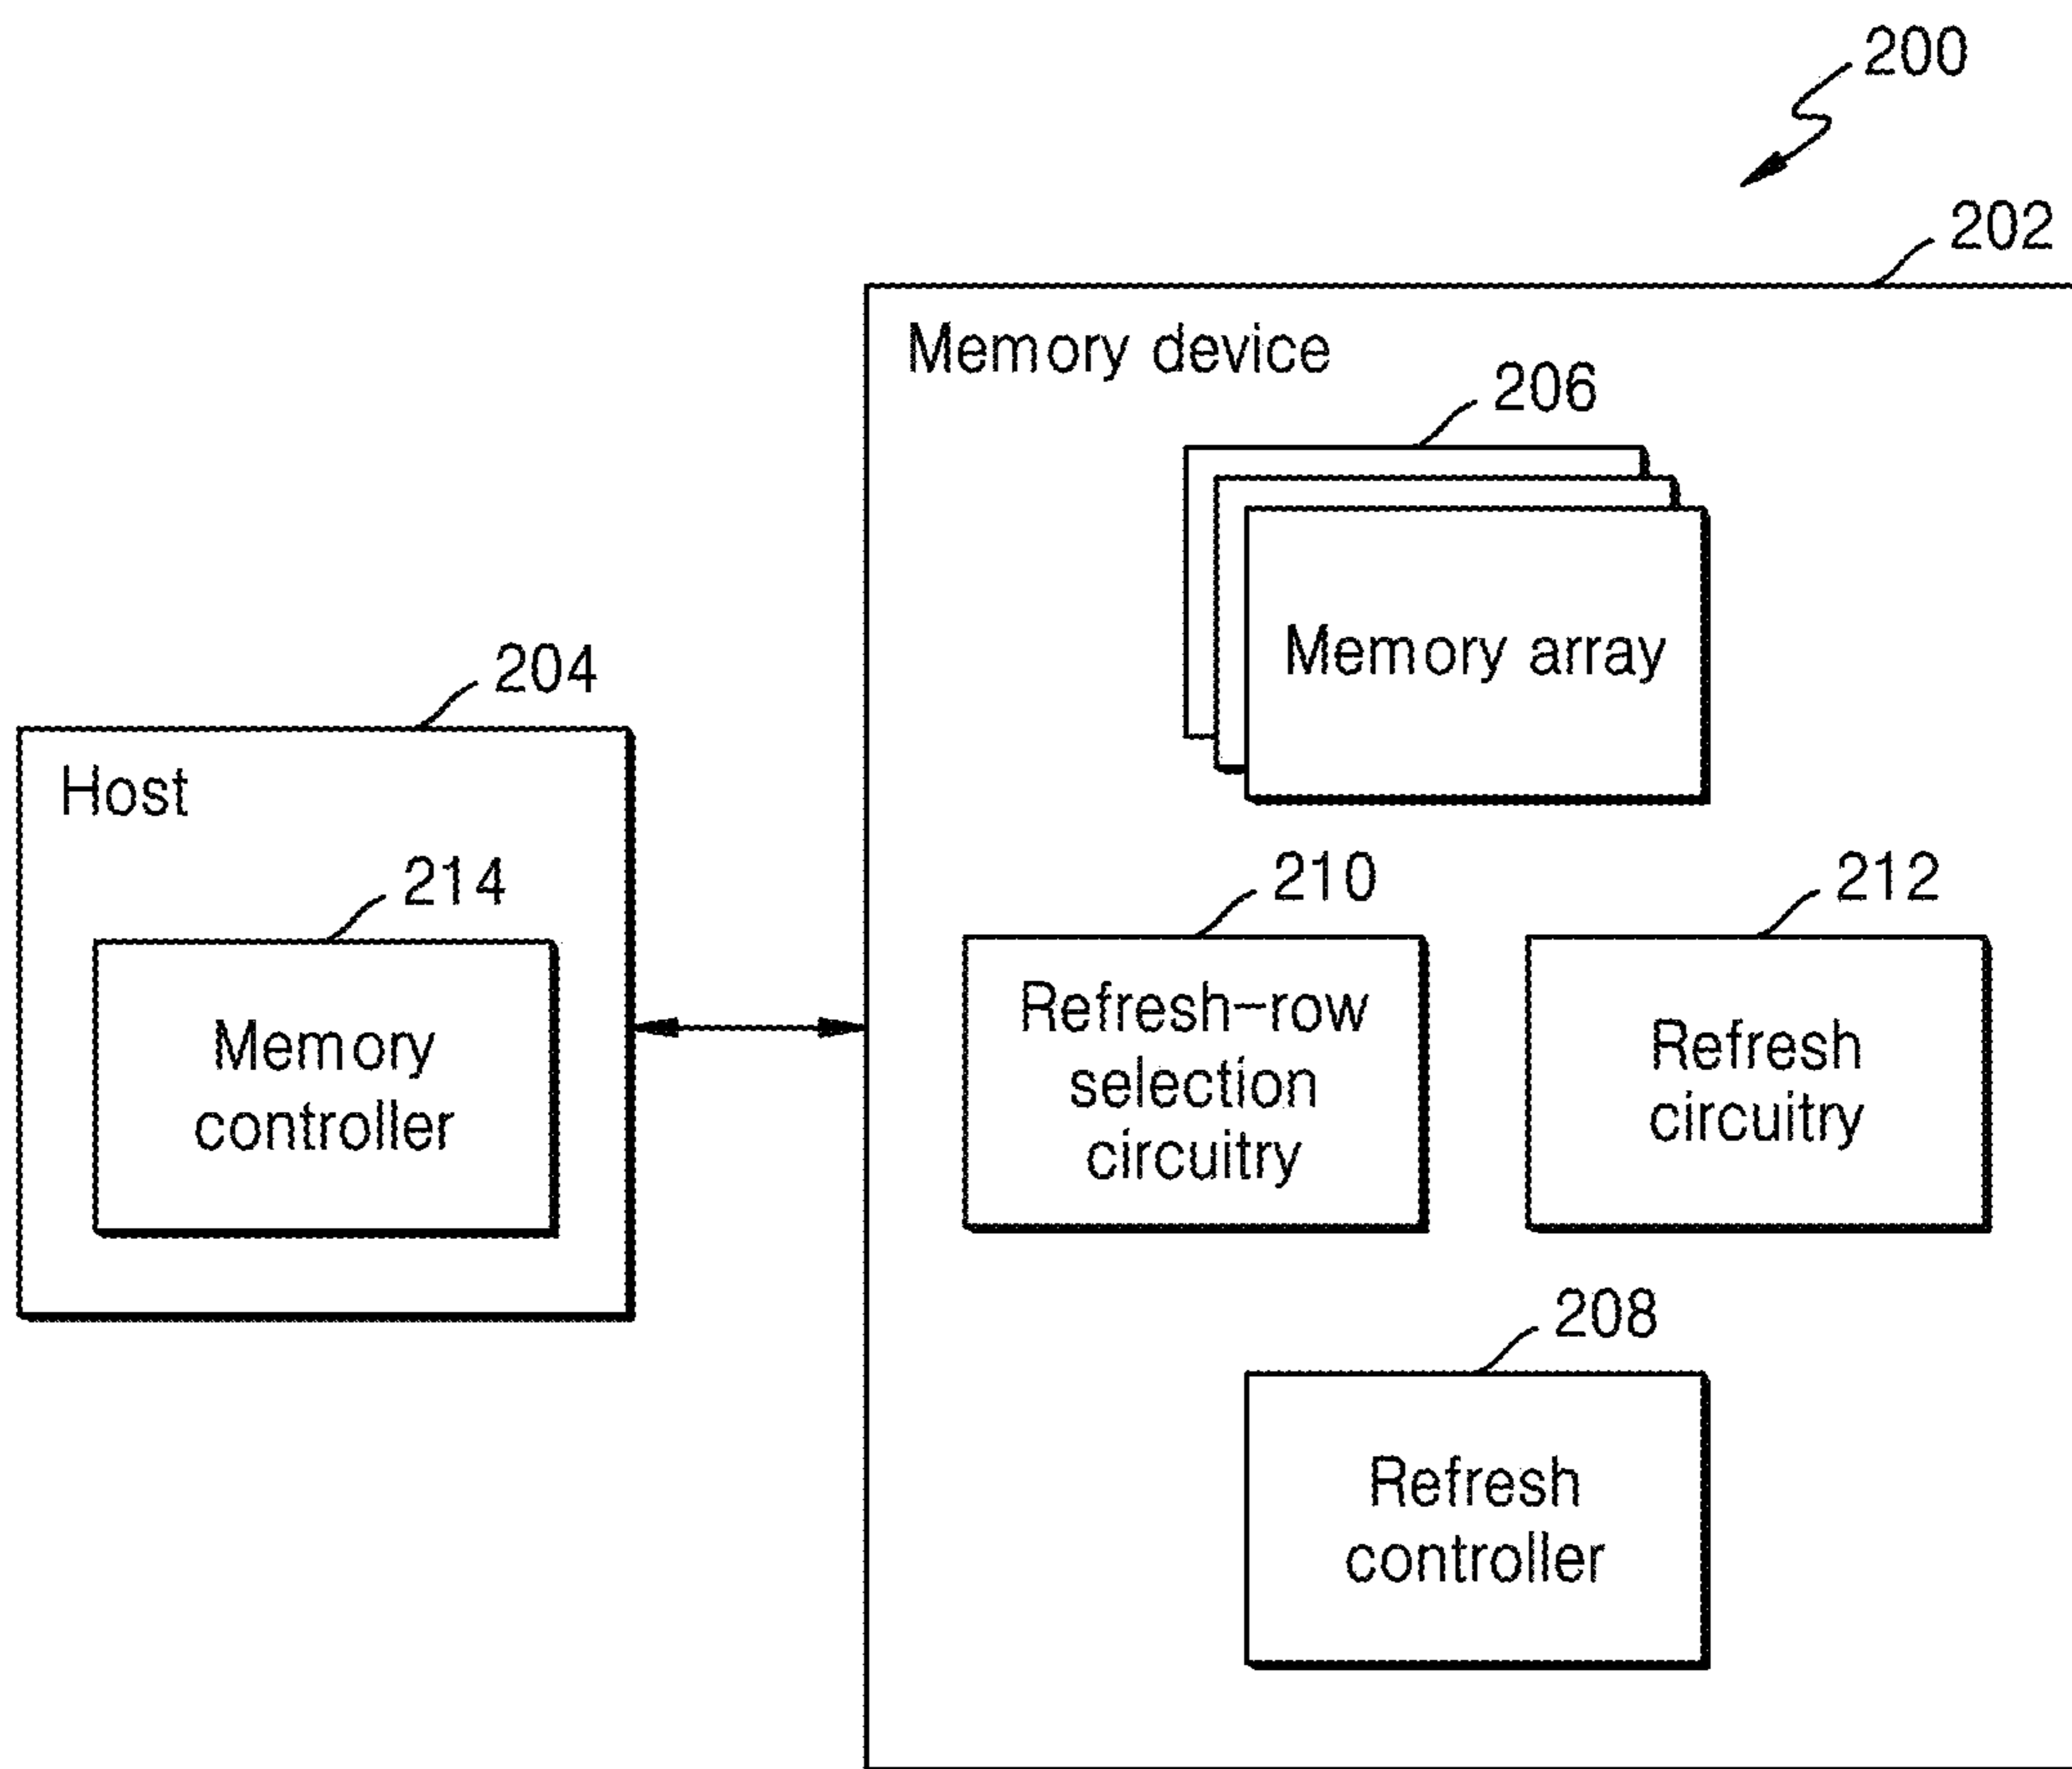 200
202
Memory device
206
Memory array
204
Host
214
Memory
controller
210
Refresh-row
selection
circuitry
212
Refresh
circuitry
208
Refresh
controller